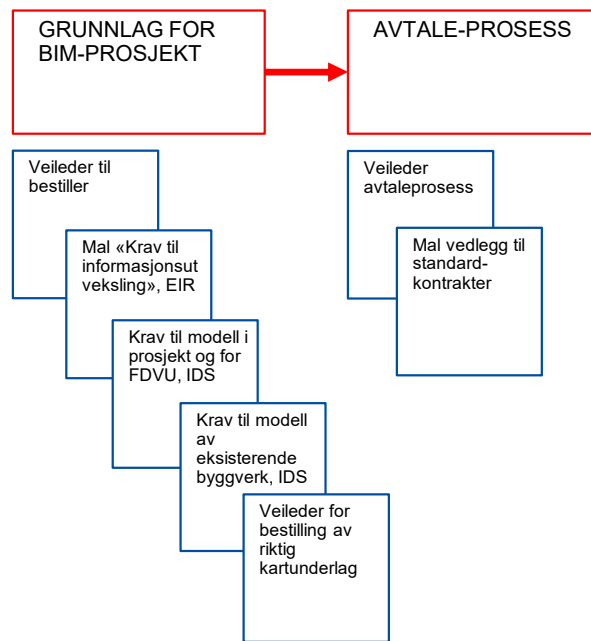 GRUNNLAG FOR
BIM-PROSJEKT
AVTALE-PROSESS
Veileder til
bestiller
Mal «Krav til
informasjonsut
veksling», EIR
Krav til modell i
prosjekt og for
FDVU, IDS
Krav til modell
av
eksisterende
byggverk, IDS
Veileder for
bestilling av
riktig
kartunderlag
Veileder
avtaleprosess
Mal vedlegg til
standard-
kontrakter